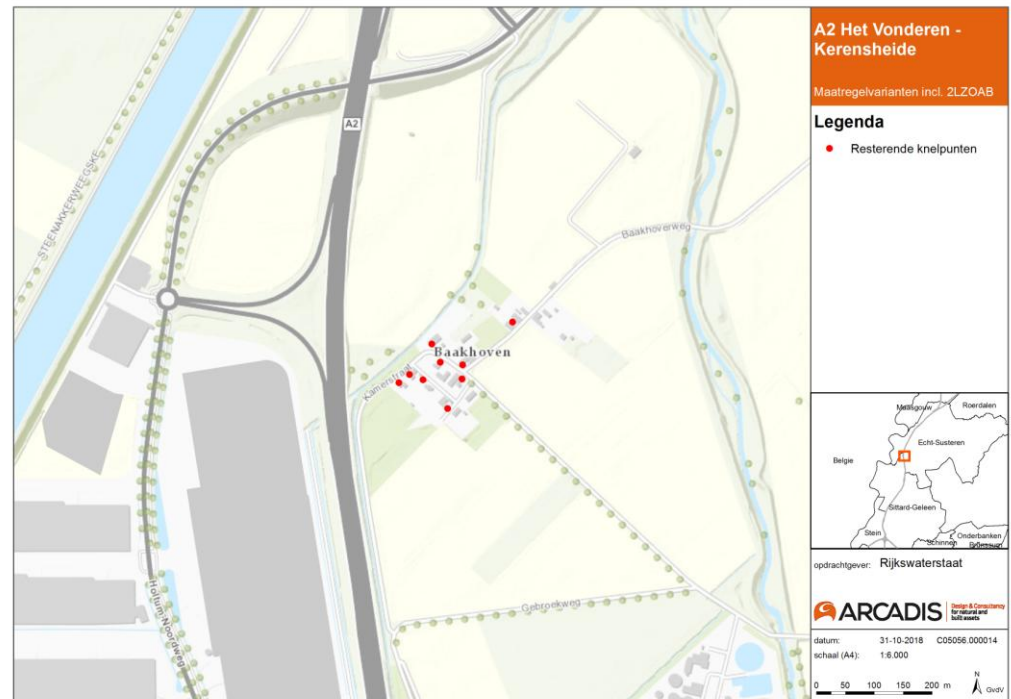 A2 Het Vonderen -
Kerensheide
Maatregelvarianten incl. 2LZOAB
Legenda
Resterende knelpunten
A2
STEENAKKERWEEGSKE
Baakhoverweg
Baakhoven
Kamerstraat
Gebroekweg
Holtum-Noordweg
Maasgouw
Roerdalen
Echt-Susteren
Belgie
Sittard-Geleen
Stein
Schinnen
Onderbanken
Brunssum
opdrachtgever: Rijkswaterstaat
ARCADIS
Design & Consultancy
for natural and
built assets
datum: 31-10-2018 C05056.000014
schaal (A4): 1:6.000
0 50 100 150 200 m
N
GvdV